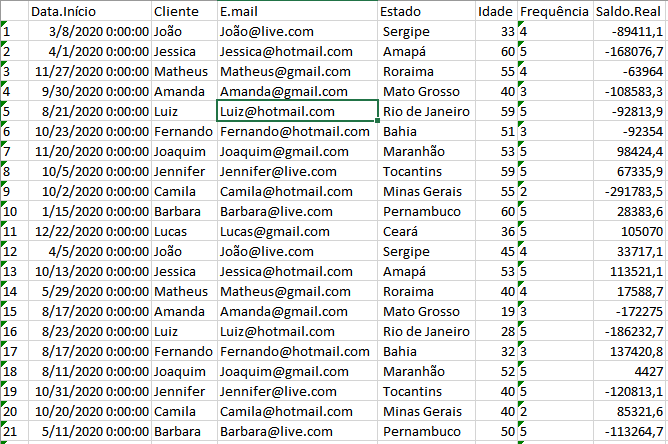 Data.Início Cliente E.mail Estado Idade Frequência Saldo.Real
1 3/8/2020 0:00:00 João João@live.com Sergipe 33 4 -89411,1
2 4/1/2020 0:00:00 Jessica Jessica@hotmail.com Amapá 60 5 -168076,7
3 11/27/2020 0:00:00 Matheus Matheus@gmail.com Roraima 55 4 -63964
4 9/30/2020 0:00:00 Amanda Amanda@gmail.com Mato Grosso 40 3 -108583,3
5 8/21/2020 0:00:00 Luiz Luiz@hotmail.com Rio de Janeiro 59 5 -92813,9
6 10/23/2020 0:00:00 Fernando Fernando@hotmail.com Bahia 51 3 -92354
7 11/20/2020 0:00:00 Joaquim Joaquim@gmail.com Maranhão 53 5 98424,4
8 10/5/2020 0:00:00 Jennifer Jennifer@live.com Tocantins 59 5 67335,9
9 10/2/2020 0:00:00 Camila Camila@hotmail.com Minas Gerais 55 2 -291783,5
10 1/15/2020 0:00:00 Barbara Barbara@live.com Pernambuco 60 5 28383,6
11 12/22/2020 0:00:00 Lucas Lucas@gmail.com Ceará 36 5 105070
12 4/5/2020 0:00:00 João João@live.com Sergipe 45 4 33717,1
13 10/13/2020 0:00:00 Jessica Jessica@hotmail.com Amapá 53 5 113521,1
14 5/29/2020 0:00:00 Matheus Matheus@gmail.com Roraima 40 4 17588,7
15 8/17/2020 0:00:00 Amanda Amanda@gmail.com Mato Grosso 19 3 -172275
16 8/23/2020 0:00:00 Luiz Luiz@hotmail.com Rio de Janeiro 28 5 -186232,7
17 8/17/2020 0:00:00 Fernando Fernando@hotmail.com Bahia 32 3 137420,8
18 8/11/2020 0:00:00 Joaquim Joaquim@gmail.com Maranhão 52 5 4427
19 10/31/2020 0:00:00 Jennifer Jennifer@live.com Tocantins 40 5 -120813,1
20 10/20/2020 0:00:00 Camila Camila@hotmail.com Minas Gerais 40 2 85321,6
21 5/11/2020 0:00:00 Barbara Barbara@live.com Pernambuco 50 5 -113264,7